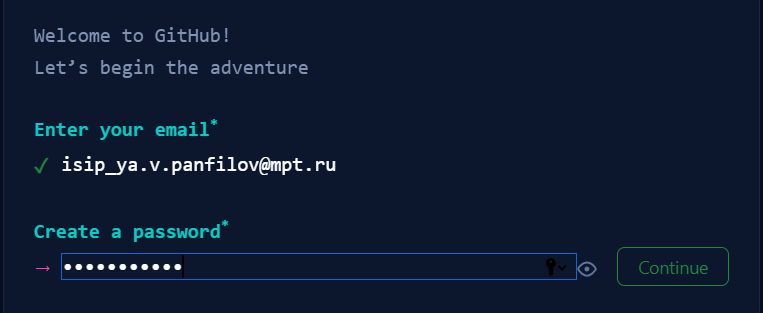 Welcome to GitHub!
Let’s begin the adventure
Enter your email*
✓ isip_ya.v.panfilov@mpt.ru
Create a password*
→ ••••••••••• Continue